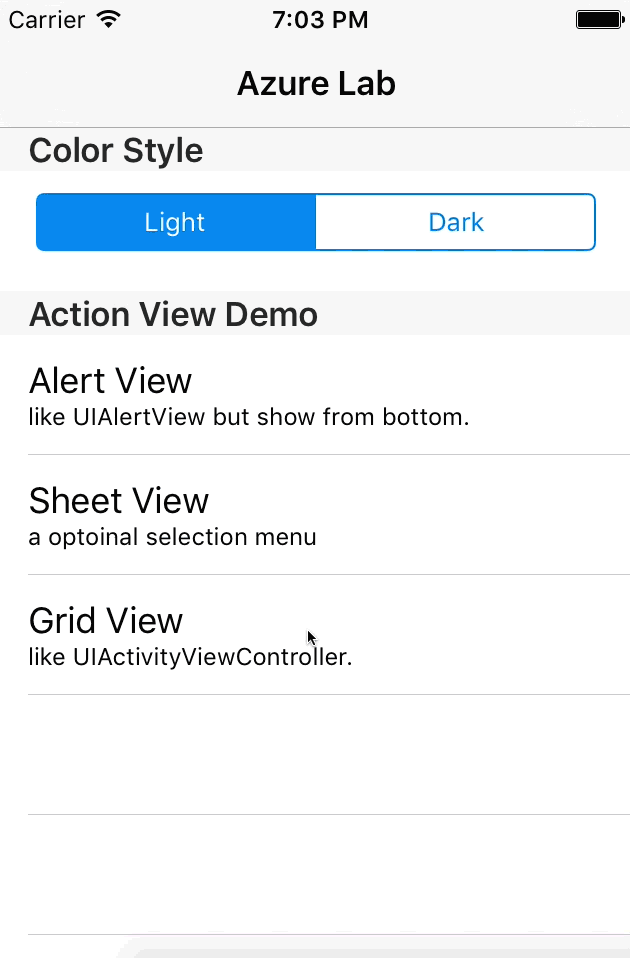 Carrier 7:03 PM
Azure Lab
Color Style
Light Dark
Action View Demo
Alert View
like UIAlertView but show from bottom.
Sheet View
a optoinal selection menu
Grid View
like UIActivityViewController.